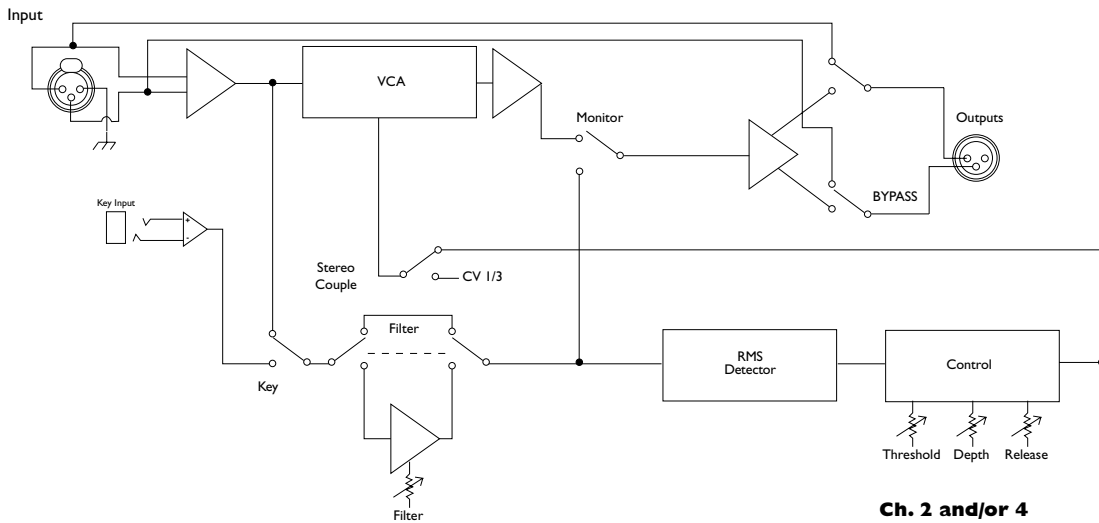 Input
VCA
Monitor
Outputs
Key Input
+
-
BYPASS
Stereo
Couple
CV 1/3
Filter
Key
RMS
Detector
Control
Threshold
Depth
Release
Filter
Ch. 2 and/or 4